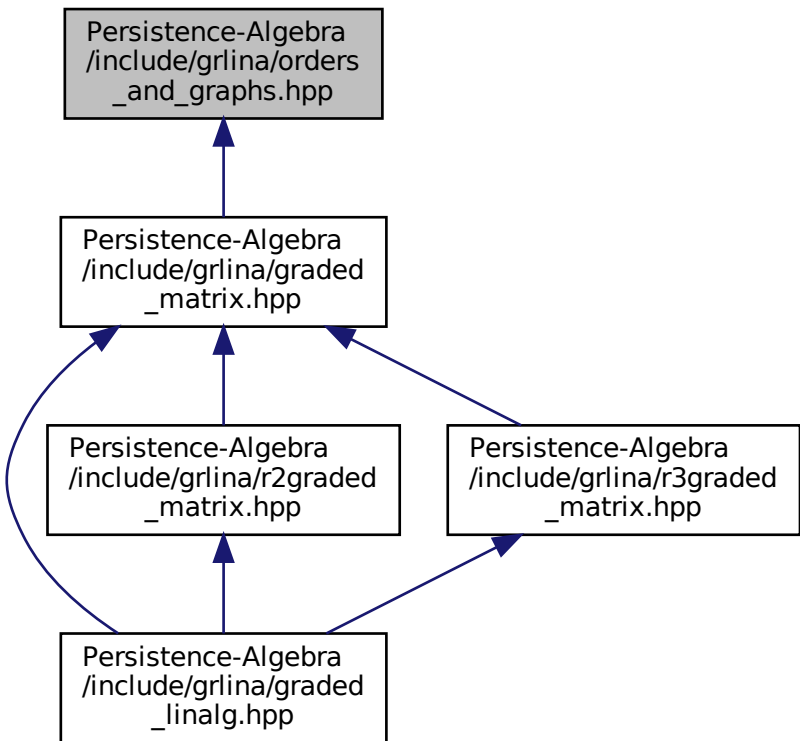 Persistence-Algebra
/include/grlina/orders
_and_graphs.hpp
Persistence-Algebra
/include/grlina/graded
_matrix.hpp
Persistence-Algebra
/include/grlina/r2graded
_matrix.hpp
Persistence-Algebra
/include/grlina/r3graded
_matrix.hpp
Persistence-Algebra
/include/grlina/graded
_linalg.hpp